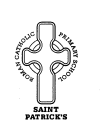 ROMAN CATHOLIC PRIMARY SCHOOL
SAINT
PATRICK'S